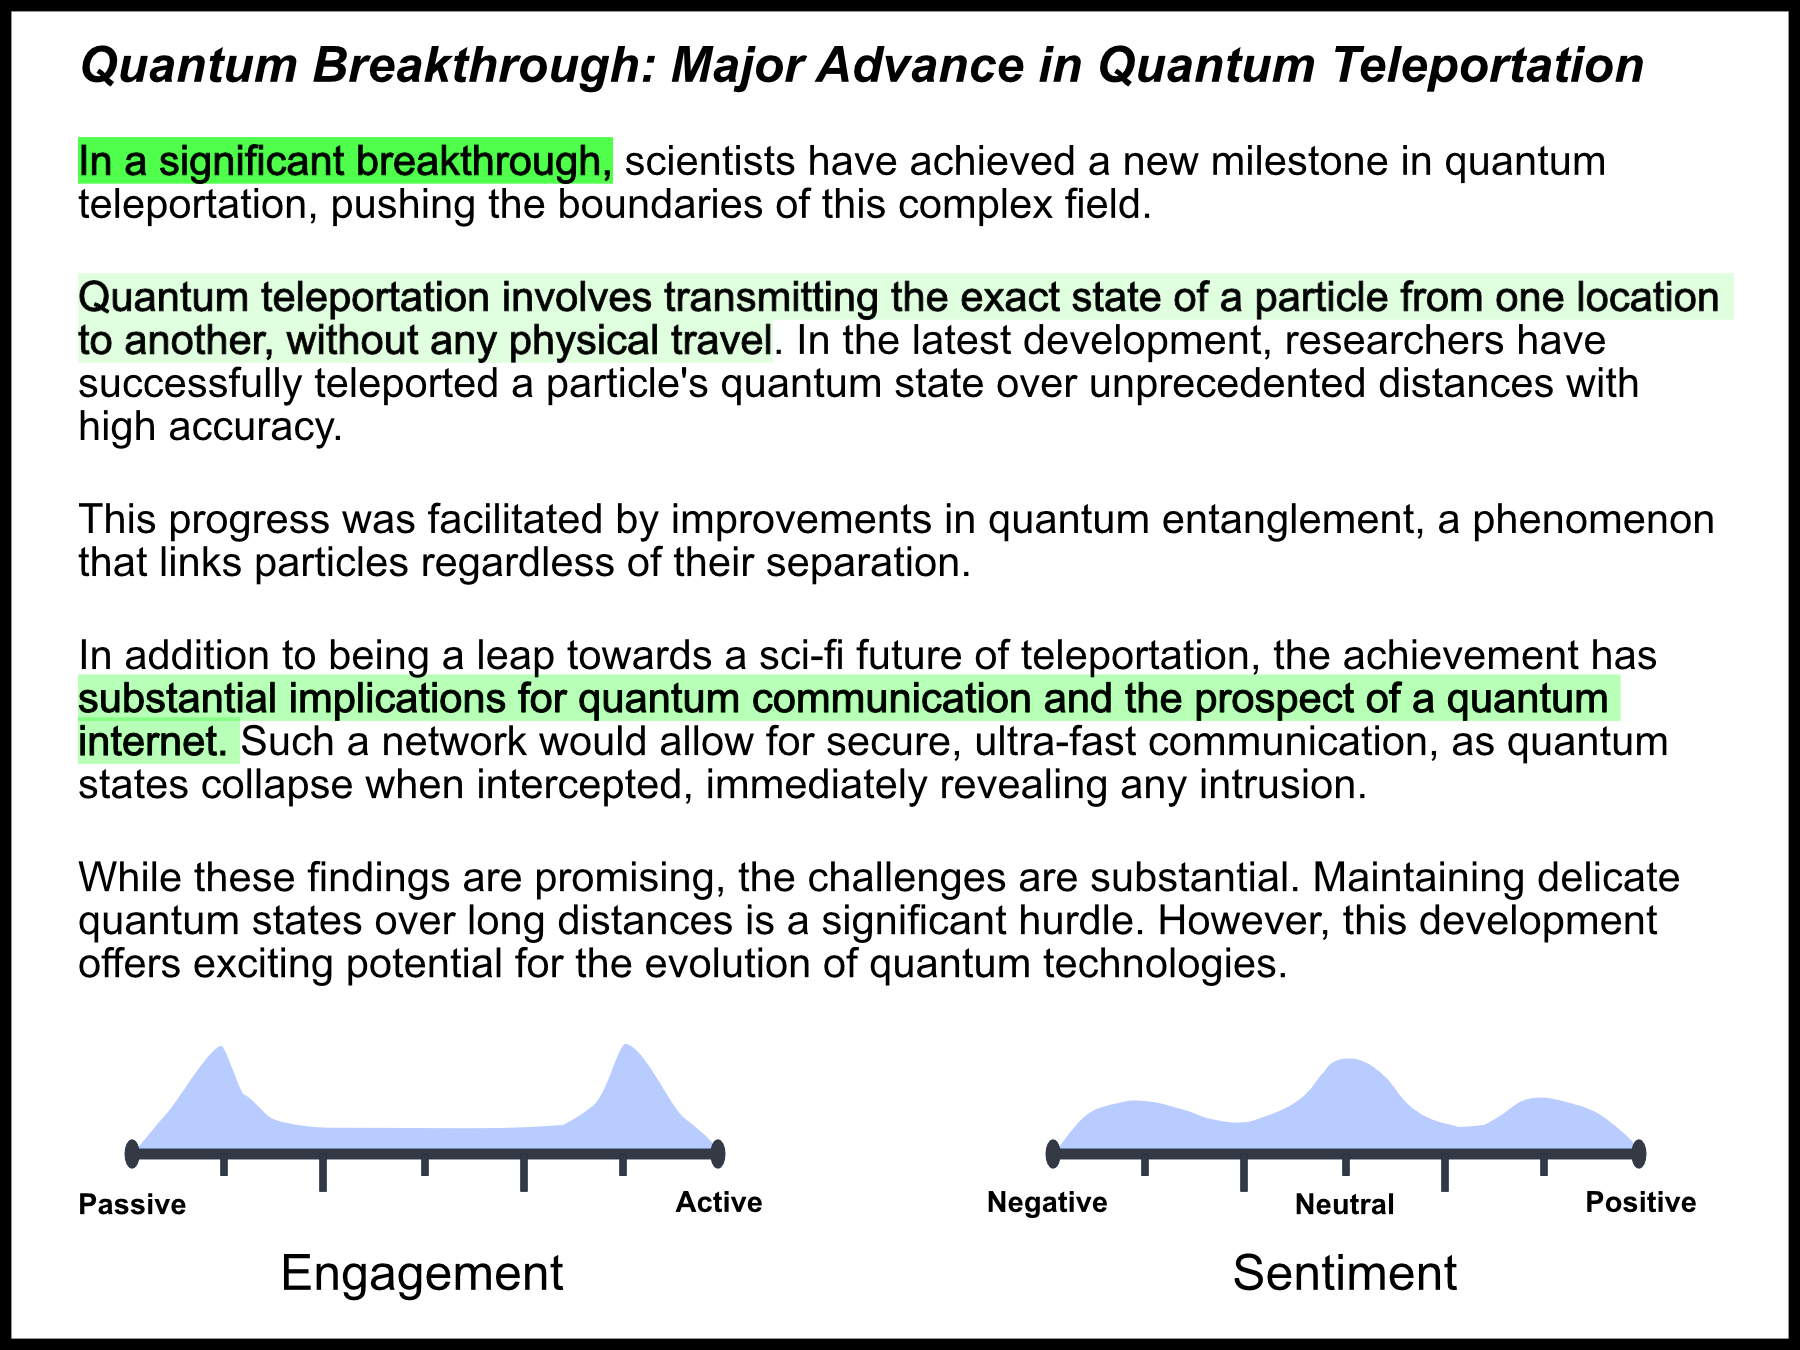 Quantum Breakthrough: Major Advance in Quantum Teleportation
In a significant breakthrough, scientists have achieved a new milestone in quantum
teleportation, pushing the boundaries of this complex field.
Quantum teleportation involves transmitting the exact state of a particle from one location
to another, without any physical travel. In the latest development, researchers have
successfully teleported a particle's quantum state over unprecedented distances with
high accuracy.
This progress was facilitated by improvements in quantum entanglement, a phenomenon
that links particles regardless of their separation.
In addition to being a leap towards a sci-fi future of teleportation, the achievement has
substantial implications for quantum communication and the prospect of a quantum
internet. Such a network would allow for secure, ultra-fast communication, as quantum
states collapse when intercepted, immediately revealing any intrusion.
While these findings are promising, the challenges are substantial. Maintaining delicate
quantum states over long distances is a significant hurdle. However, this development
offers exciting potential for the evolution of quantum technologies.
Passive Active
Engagement
Negative Neutral Positive
Sentiment